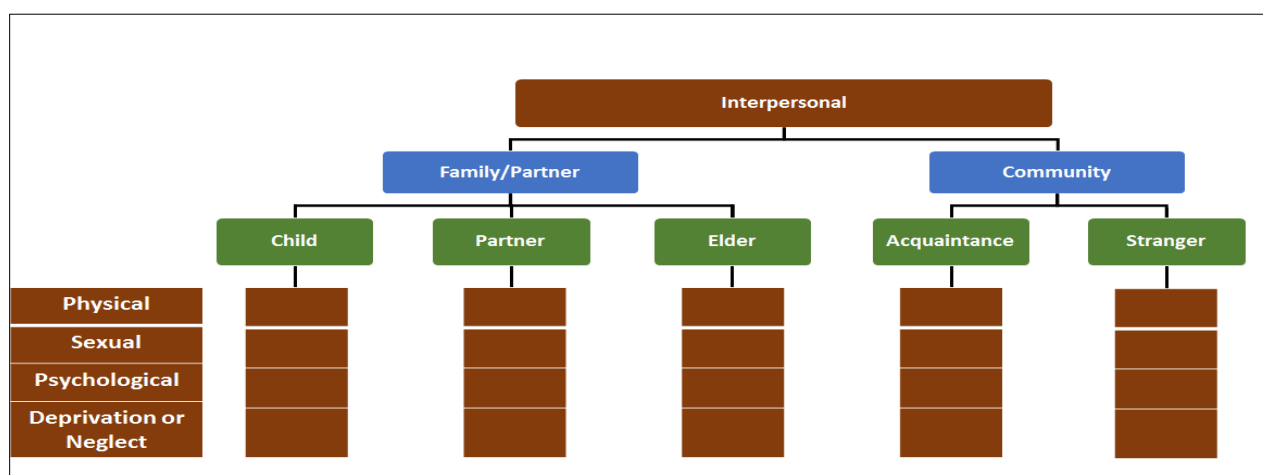 Interpersonal
Family/Partner
Community
Child
Partner
Elder
Acquaintance
Stranger
Physical
Sexual
Psychological
Deprivation or
Neglect